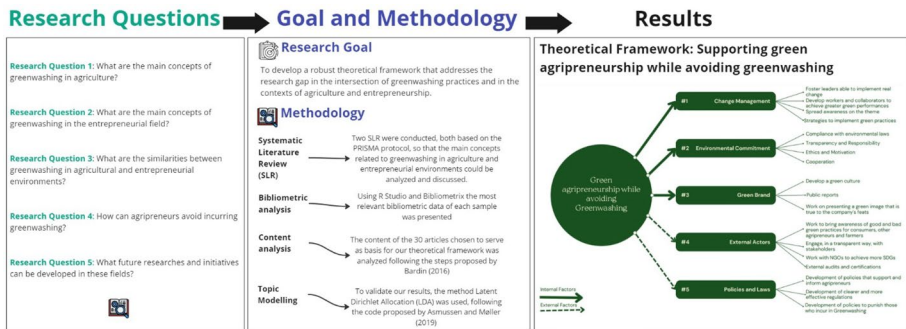 Research Questions
Goal and Methodology
Results
Research Question 1: What are the main concepts of
greenwashing in agriculture?
Research Question 2: What are the main concepts of
greenwashing in the entrepreneurial field?
Research Question 3: What are the similarities between
greenwashing in agricultural and entrepreneurial
environments?
Research Question 4: How can agripreneurs avoid incurring
greenwashing?
Research Question 5: What future researches and initiatives
can be developed in these fields?
Research Goal
To develop a robust theoretical framework that addresses the
research gap in the intersection of greenwashing practices and in the
contexts of agriculture and entrepreneurship.
Methodology
Systematic
Literature
Review
(SLR)
Two SLR were conducted, both based on the
PRISMA protocol, so that the main concepts
related to greenwashing in agriculture and
entrepreneurial environments could be
analyzed and discussed.
Bibliometric
analysis
Using R Studio and Bibliometrix the most
relevant bibliometric data of each sample
was presented
Content
analysis
The content of the 30 articles chosen to serve
as basis for our theoretical framework was
analyzed following the steps proposed by
Bardin (2016)
Topic
Modelling
To validate our results, the method Latent
Dirichlet Allocation (LDA) was used, following
the code proposed by Asmussen and Møller
(2019)
Theoretical Framework: Supporting green
agripreneurship while avoiding greenwashing
Green
agripreneurship while
avoiding
Greenwashing
#1 Change Management
Foster leaders able to implement real
change
Develop workers and collaborators to
achieve greater green performances
Spread awareness on the theme
Strategies to implement green practices
#2 Environmental Commitment
Compliance with environmental laws
Transparency and Responsibility
Ethics and Motivation
Cooperation
#3 Green Brand
Develop a green culture
Public reports
Work on presenting a green image that is
true to the company's feats
#4 External Actors
Work to bring awareness of good and bad
green practices for consumers, other
agripreneurs and farmers
Engage, in a transparent way, with
stakeholders
Work with NGOs to achieve more SDGs
External audits and certifications
#5 Policies and Laws
Development of policies that support and
inform agripreneurs
Development of clearer and more
effective regulations
Development of policies to punish those
who incur in Greenwashing
Internal Factors
External Factors